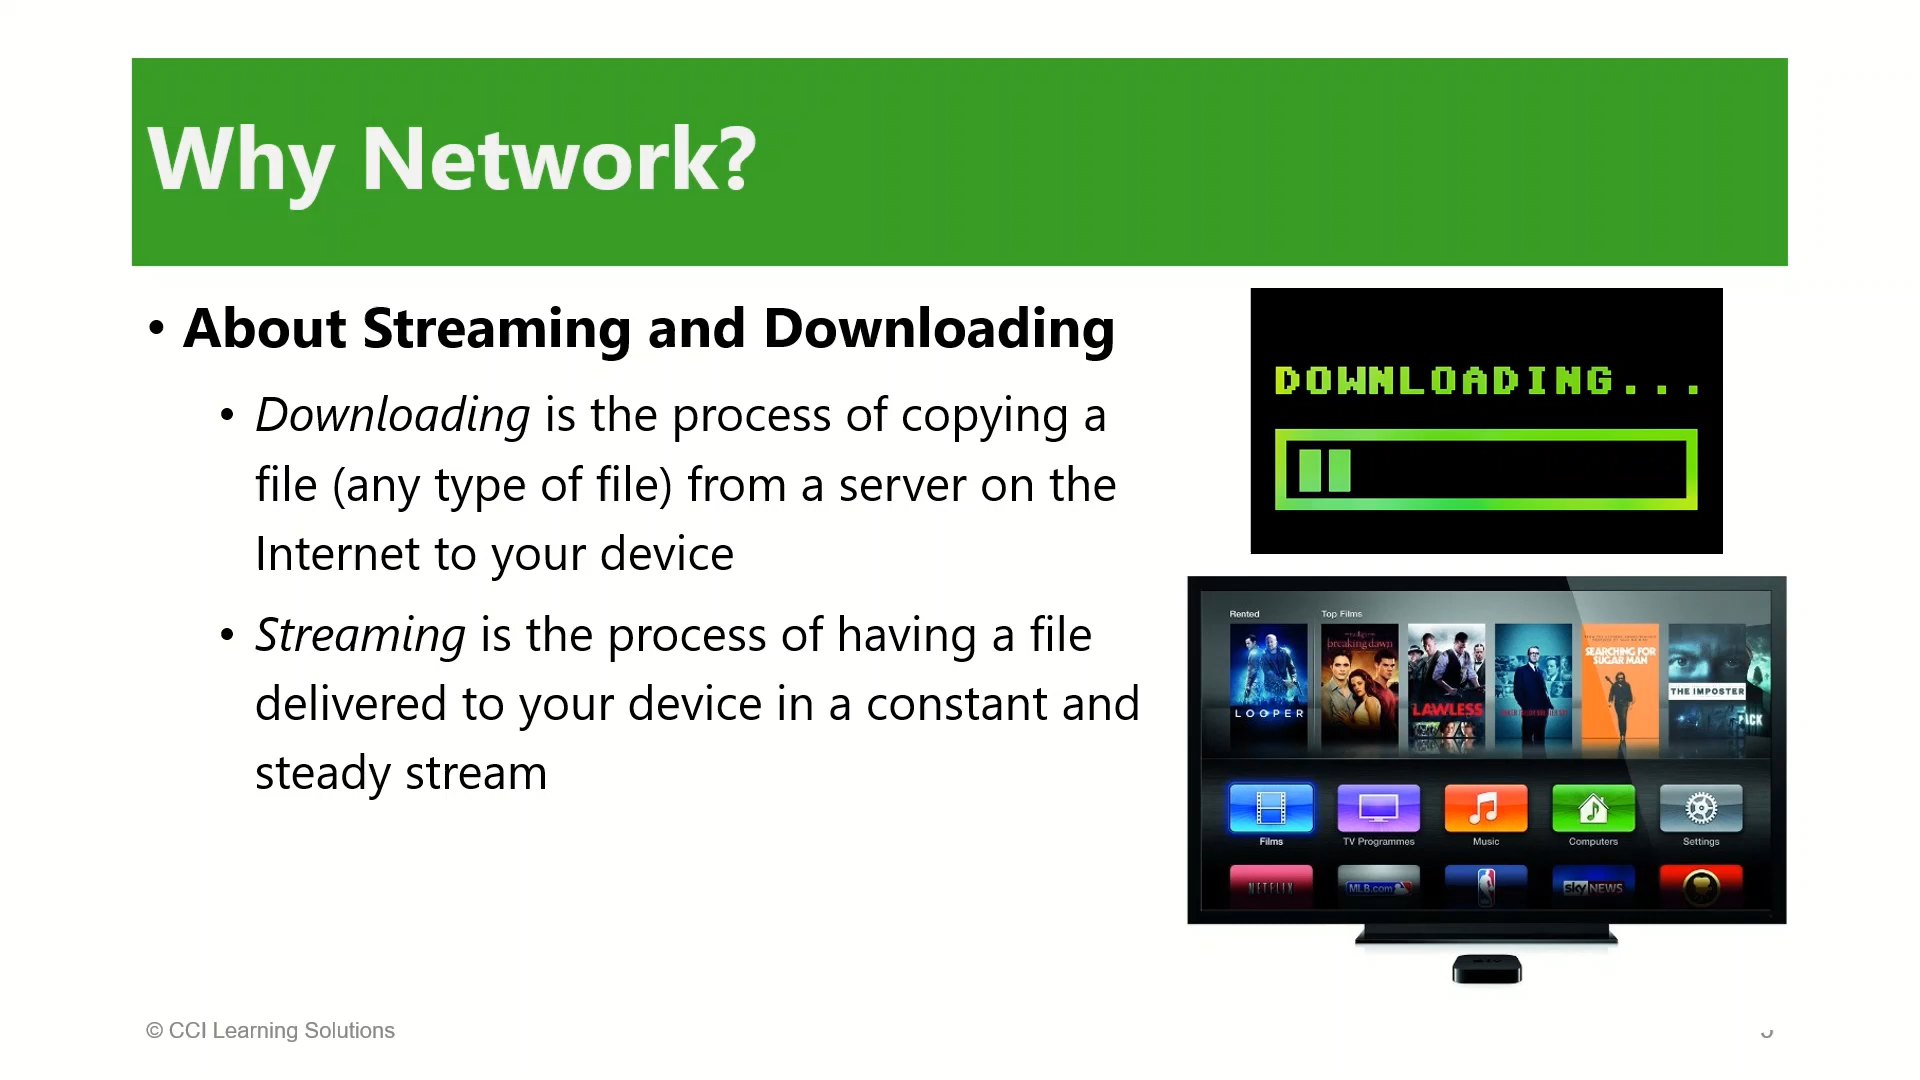 Why Network?
• About Streaming and Downloading
• Downloading is the process of copying a
file (any type of file) from a server on the
Internet to your device
• Streaming is the process of having a file
delivered to your device in a constant and
steady stream
DOWNLOADING...
Rented Top Films
LOOPER
breaking dawn
LAWLESS
SEARCHING FOR
SUGAR MAN
THE IMPOSTER
Films TV Programmes Music Computers Settings
NETFLIX MLB.com sky NEWS
© CCI Learning Solutions